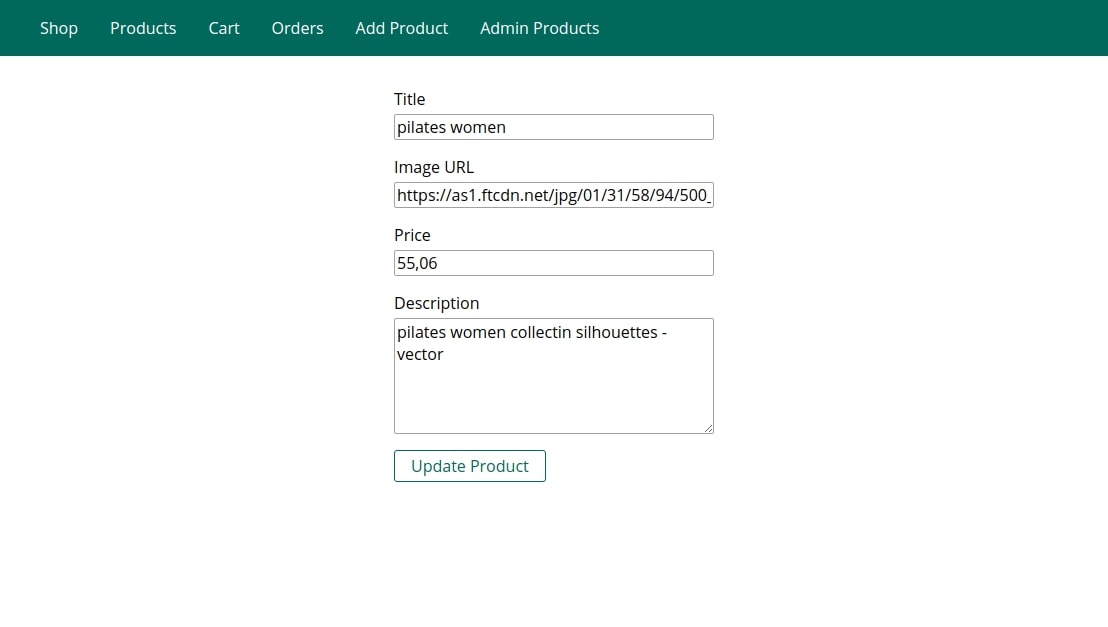 Shop Products Cart Orders Add Product Admin Products
Title
pilates women
Image URL
https://as1.ftcdn.net/jpg/01/31/58/94/500_
Price
55,06
Description
pilates women collectin silhouettes -
vector
Update Product